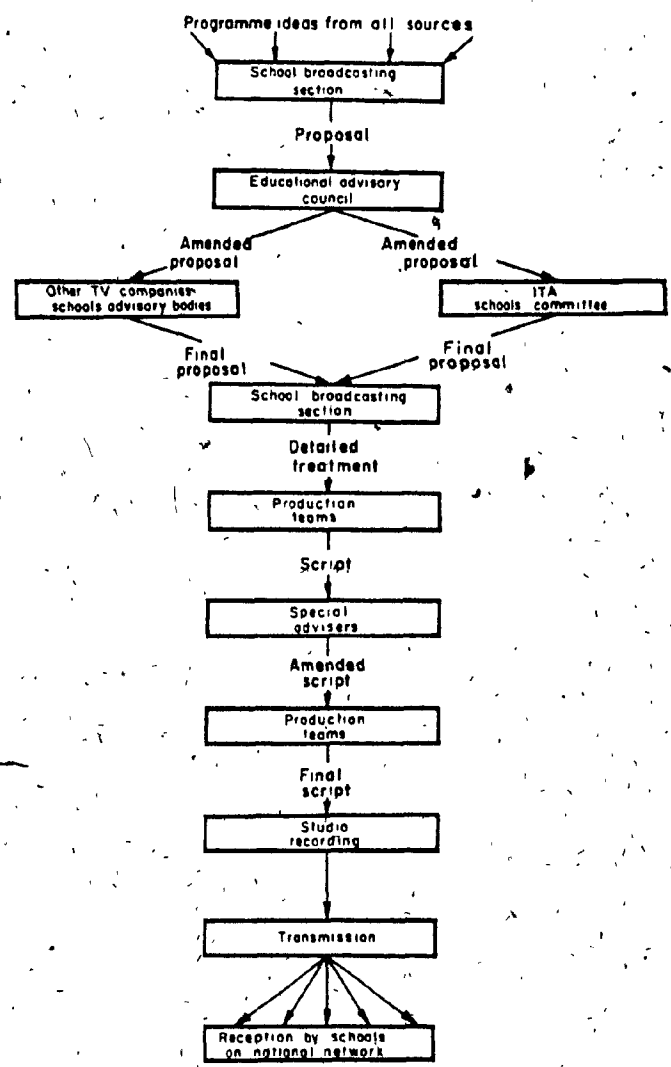 Programme ideas from all sources
School broadcasting
section
Proposal
Educational advisory
council
Amended
proposal
Amended
proposal
Other TV companies
schools advisory bodies
ITA
schools committee
Final
proposal
Final
proposal
School broadcasting
section
Detailed
treatment
Production
teams
Script
Special
advisers
Amended
script
Production
teams
Final
script
Studio
recording
Transmission
Reception by schools
on national network